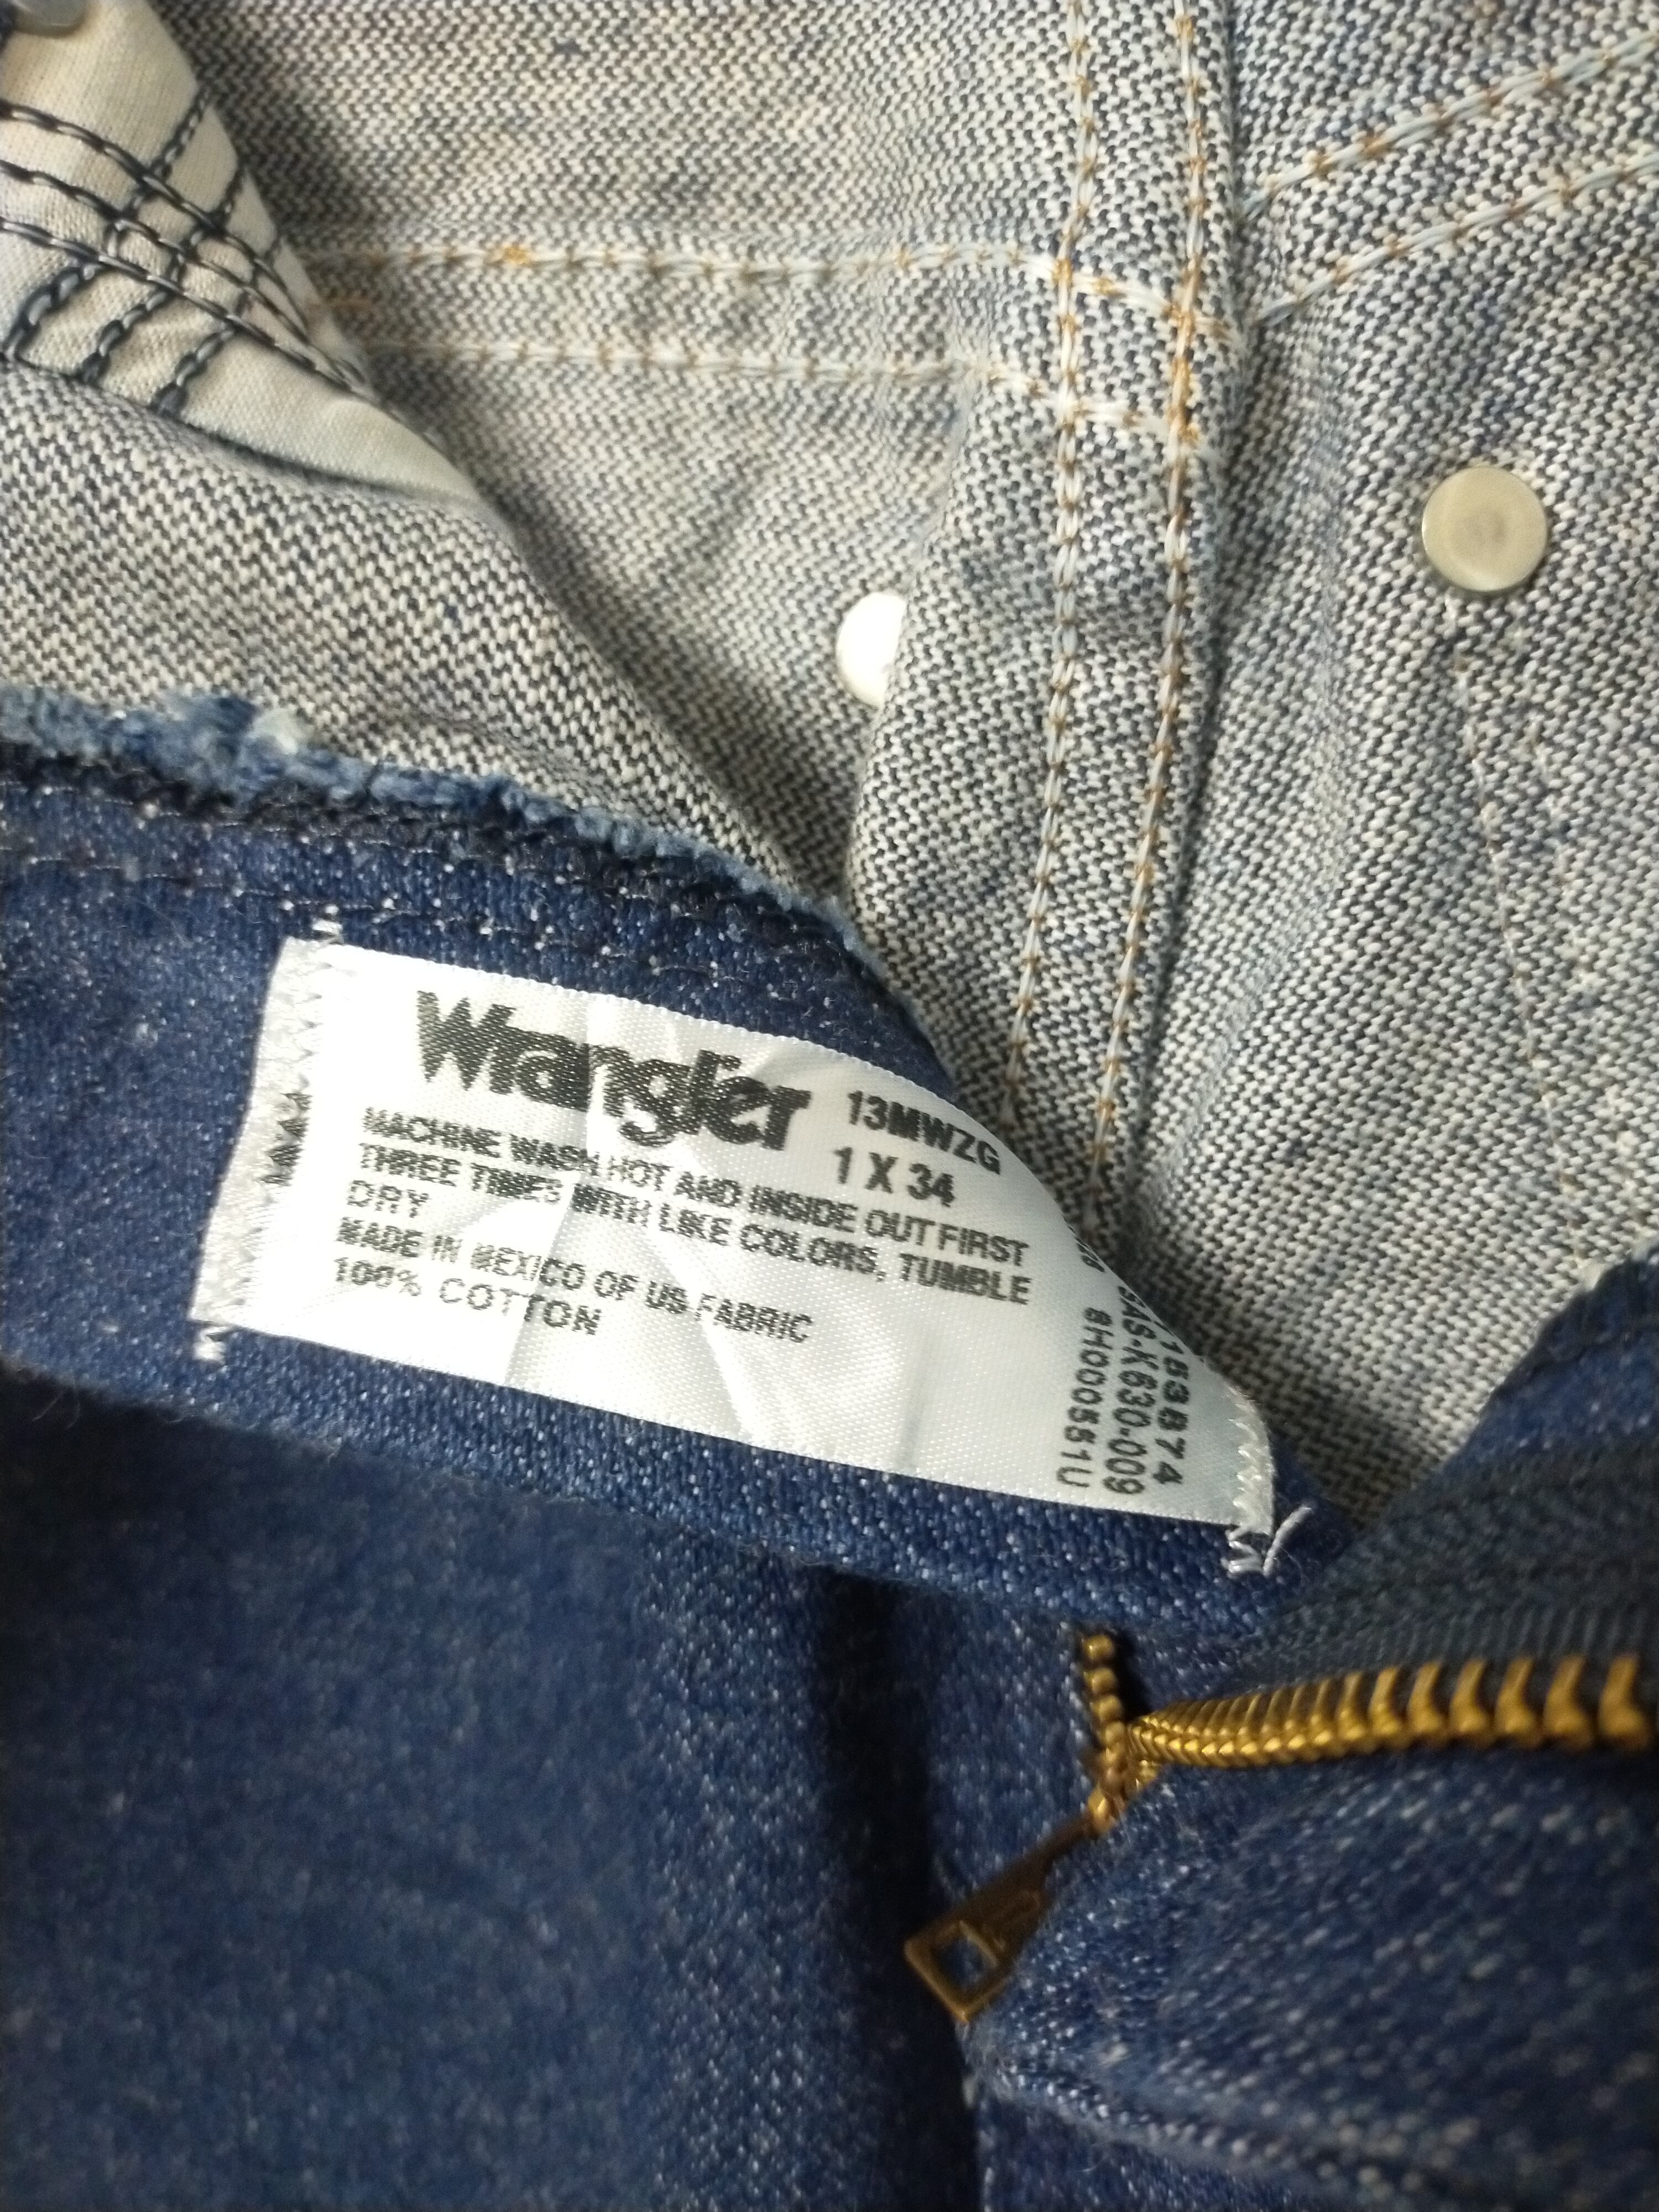 Wrangler
13MWZG
1 X 34
MACHINE WASH HOT AND INSIDE OUT FIRST
THREE TIMES WITH LIKE COLORS, TUMBLE
DRY
MADE IN MEXICO OF US FABRIC
100% COTTON
153874
SAS-K630-009
8H000551U